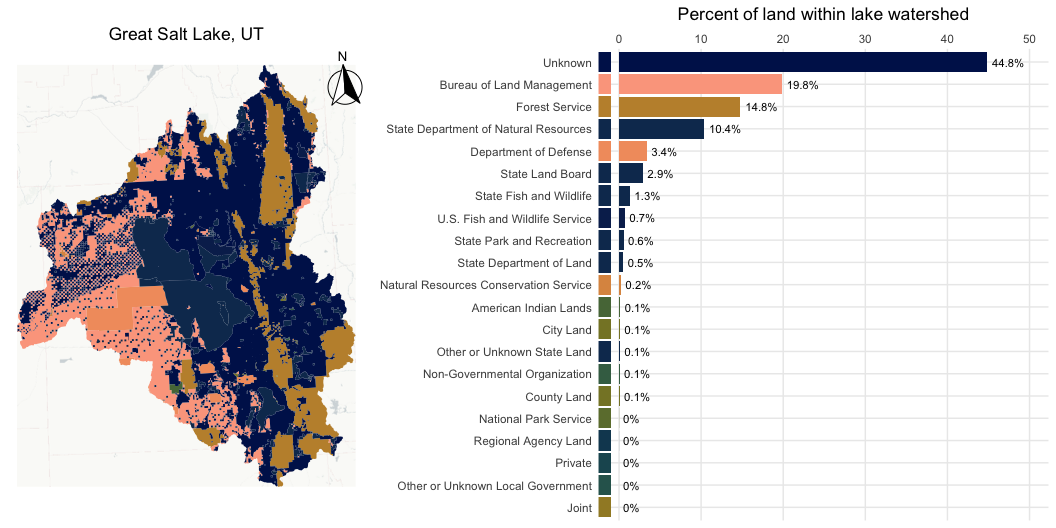 Great Salt Lake, UT
N
Percent of land within lake watershed
0 10 20 30 40 50
Unknown 44.8%
Bureau of Land Management 19.8%
Forest Service 14.8%
State Department of Natural Resources 10.4%
Department of Defense 3.4%
State Land Board 2.9%
State Fish and Wildlife 1.3%
U.S. Fish and Wildlife Service 0.7%
State Park and Recreation 0.6%
State Department of Land 0.5%
Natural Resources Conservation Service 0.2%
American Indian Lands 0.1%
City Land 0.1%
Other or Unknown State Land 0.1%
Non-Governmental Organization 0.1%
County Land 0.1%
National Park Service 0%
Regional Agency Land 0%
Private 0%
Other or Unknown Local Government 0%
Joint 0%